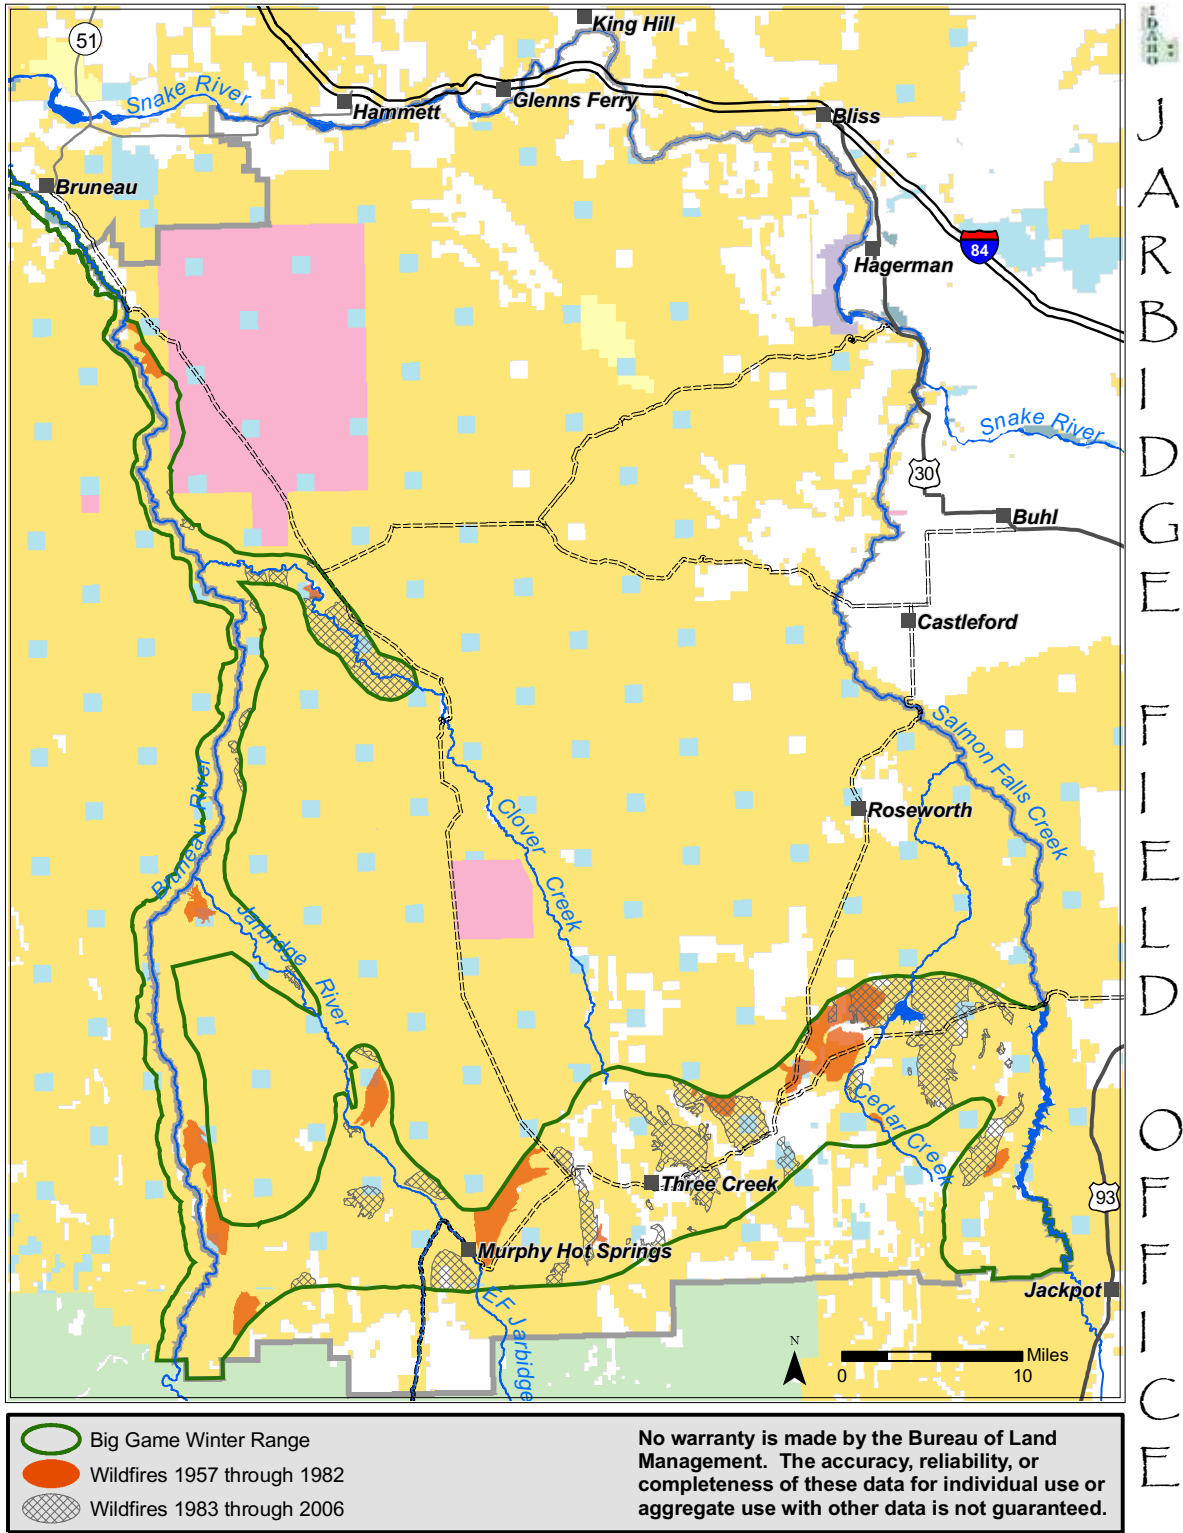 IDAHO
51
King Hill
Snake River
Hammett
Glenns Ferry
Bliss
Bruneau
84
Hagerman
Snake River
30
Buhl
Castleford
Salmon Falls Creek
Bruneau River
Clover Creek
Roseworth
Jarbidge River
Cedar Creek
Three Creek
Murphy Hot Springs
93
EF Jarbidge
Jackpot
N
Miles
0 10
JARBIDGE FIELD OFFICE
Big Game Winter Range
Wildfires 1957 through 1982
Wildfires 1983 through 2006
No warranty is made by the Bureau of Land
Management. The accuracy, reliability, or
completeness of these data for individual use or
aggregate use with other data is not guaranteed.